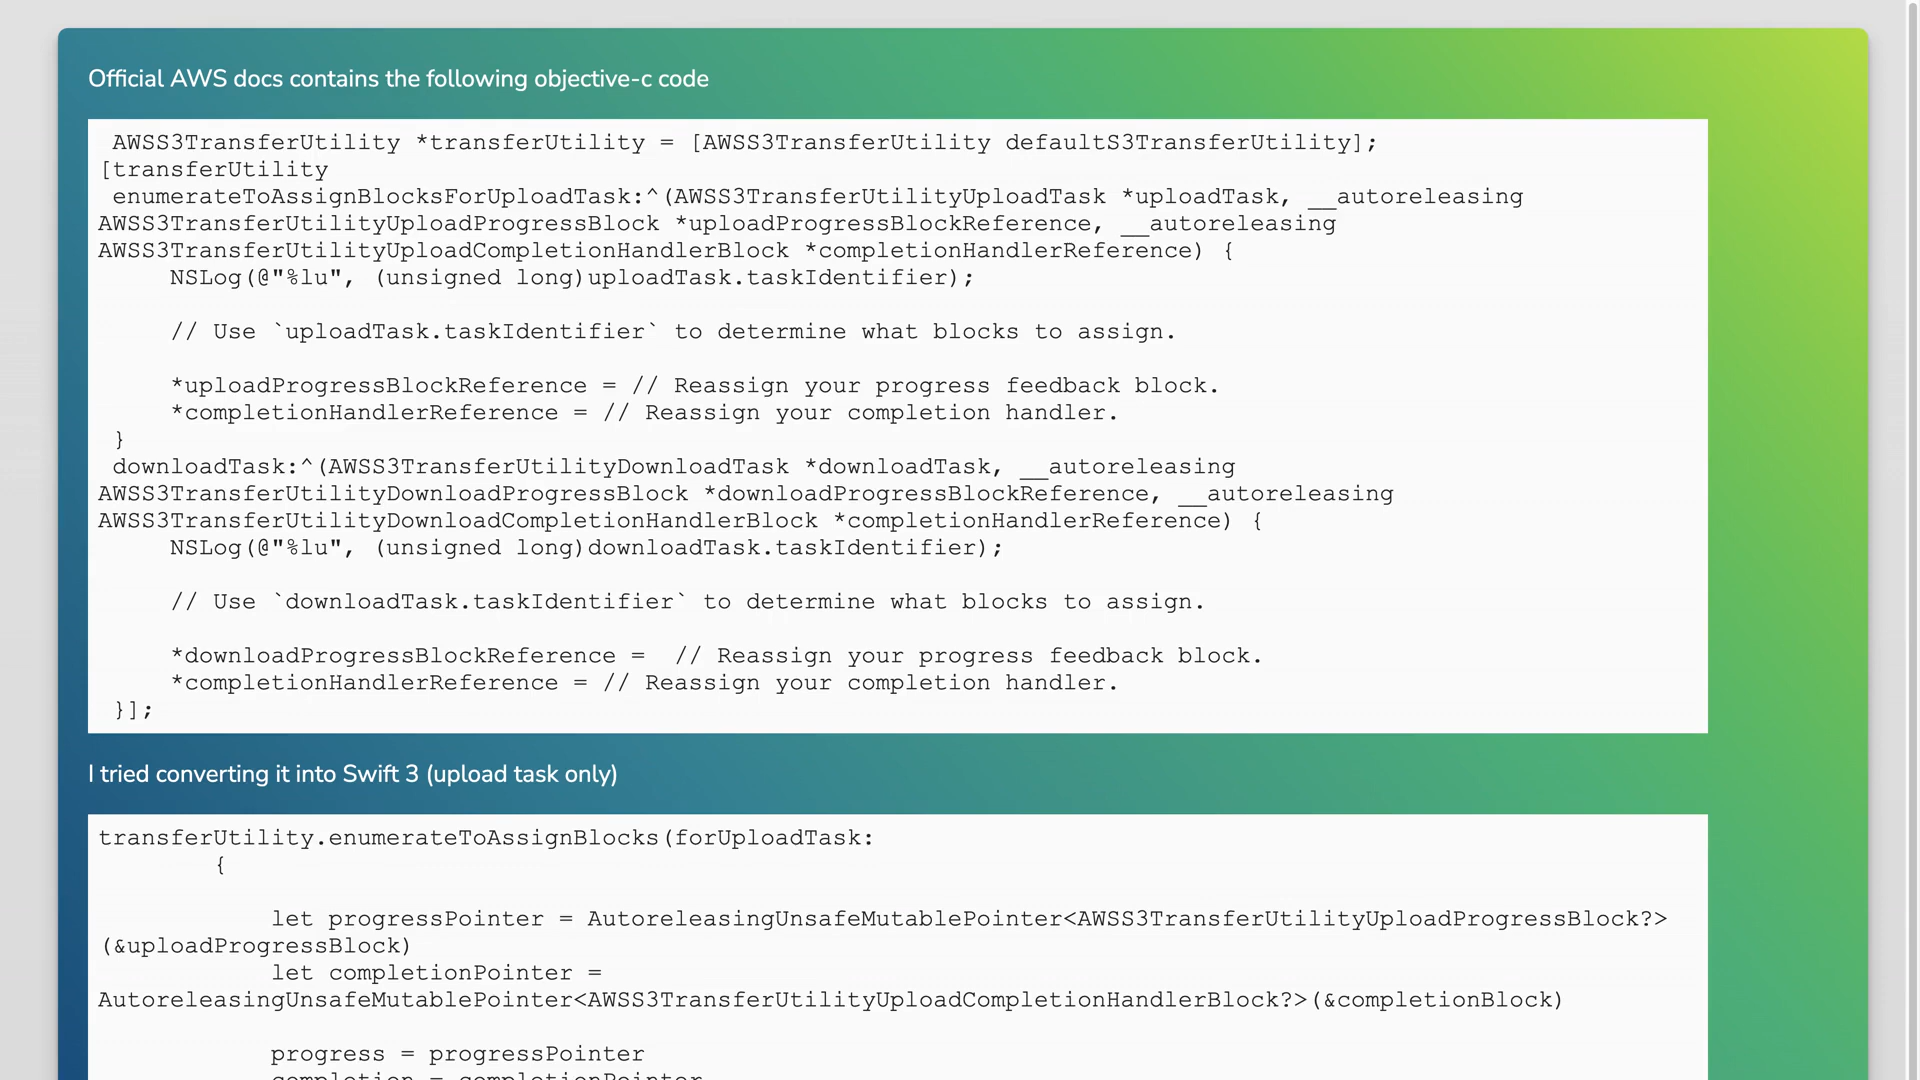 Official AWS docs contains the following objective-c code
AWSS3TransferUtility *transferUtility = [AWSS3TransferUtility defaultS3TransferUtility];
[transferUtility
enumerateToAssignBlocksForUploadTask:^(AWSS3TransferUtilityUploadTask *uploadTask, __autoreleasing
AWSS3TransferUtilityUploadProgressBlock *uploadProgressBlockReference, __autoreleasing
AWSS3TransferUtilityUploadCompletionHandlerBlock *completionHandlerReference) {
NSLog(@"%lu", (unsigned long)uploadTask.taskIdentifier);
// Use `uploadTask.taskIdentifier` to determine what blocks to assign.
*uploadProgressBlockReference = // Reassign your progress feedback block.
*completionHandlerReference = // Reassign your completion handler.
}
downloadTask:^(AWSS3TransferUtilityDownloadTask *downloadTask, __autoreleasing
AWSS3TransferUtilityDownloadProgressBlock *downloadProgressBlockReference, __autoreleasing
AWSS3TransferUtilityDownloadCompletionHandlerBlock *completionHandlerReference) {
NSLog(@"%lu", (unsigned long)downloadTask.taskIdentifier);
// Use `downloadTask.taskIdentifier` to determine what blocks to assign.
*downloadProgressBlockReference =  // Reassign your progress feedback block.
*completionHandlerReference = // Reassign your completion handler.
}];
I tried converting it into Swift 3 (upload task only)
transferUtility.enumerateToAssignBlocks(forUploadTask:
{
let progressPointer = AutoreleasingUnsafeMutablePointer<AWSS3TransferUtilityUploadProgressBlock?>
(&uploadProgressBlock)
let completionPointer =
AutoreleasingUnsafeMutablePointer<AWSS3TransferUtilityUploadCompletionHandlerBlock?>(&completionBlock)
progress = progressPointer
completion = completionPointer